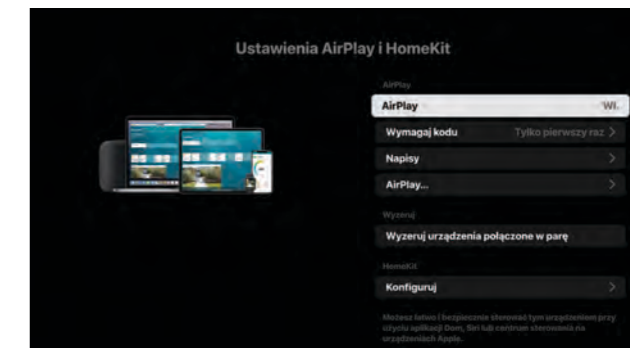 Ustawienia AirPlay i HomeKit
AirPlay
AirPlay Wł.
Wymagaj kodu Tylko pierwszy raz >
Napisy >
AirPlay... >
Wyzeruj
Wyzeruj urządzenia połączone w parę
HomeKit
Konfiguruj >
Możesz łatwo i bezpiecznie sterować tym urządzeniem przy
użyciu aplikacji Dom, Siri lub centrum sterowania na
urządzeniach Apple.